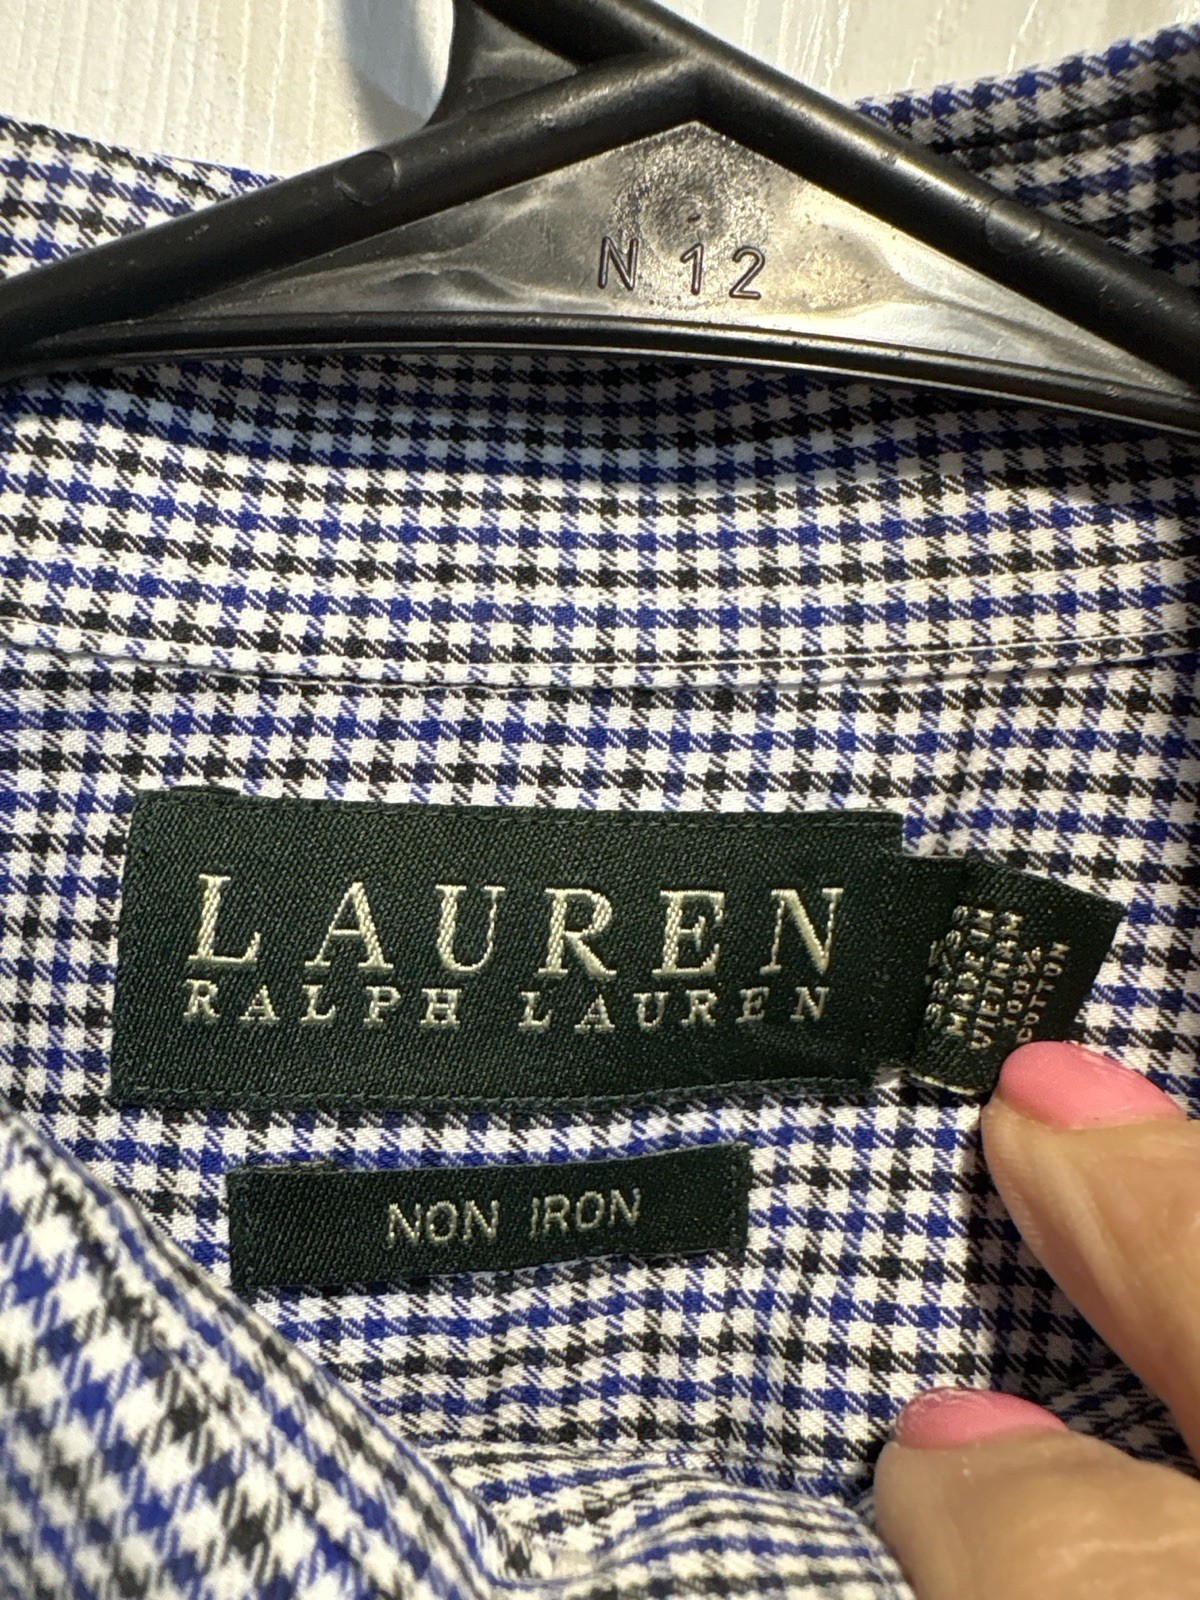 N 12
LAUREN
RALPH LAUREN
MADE IN
VIETNAM
100%
COTTON
NON IRON